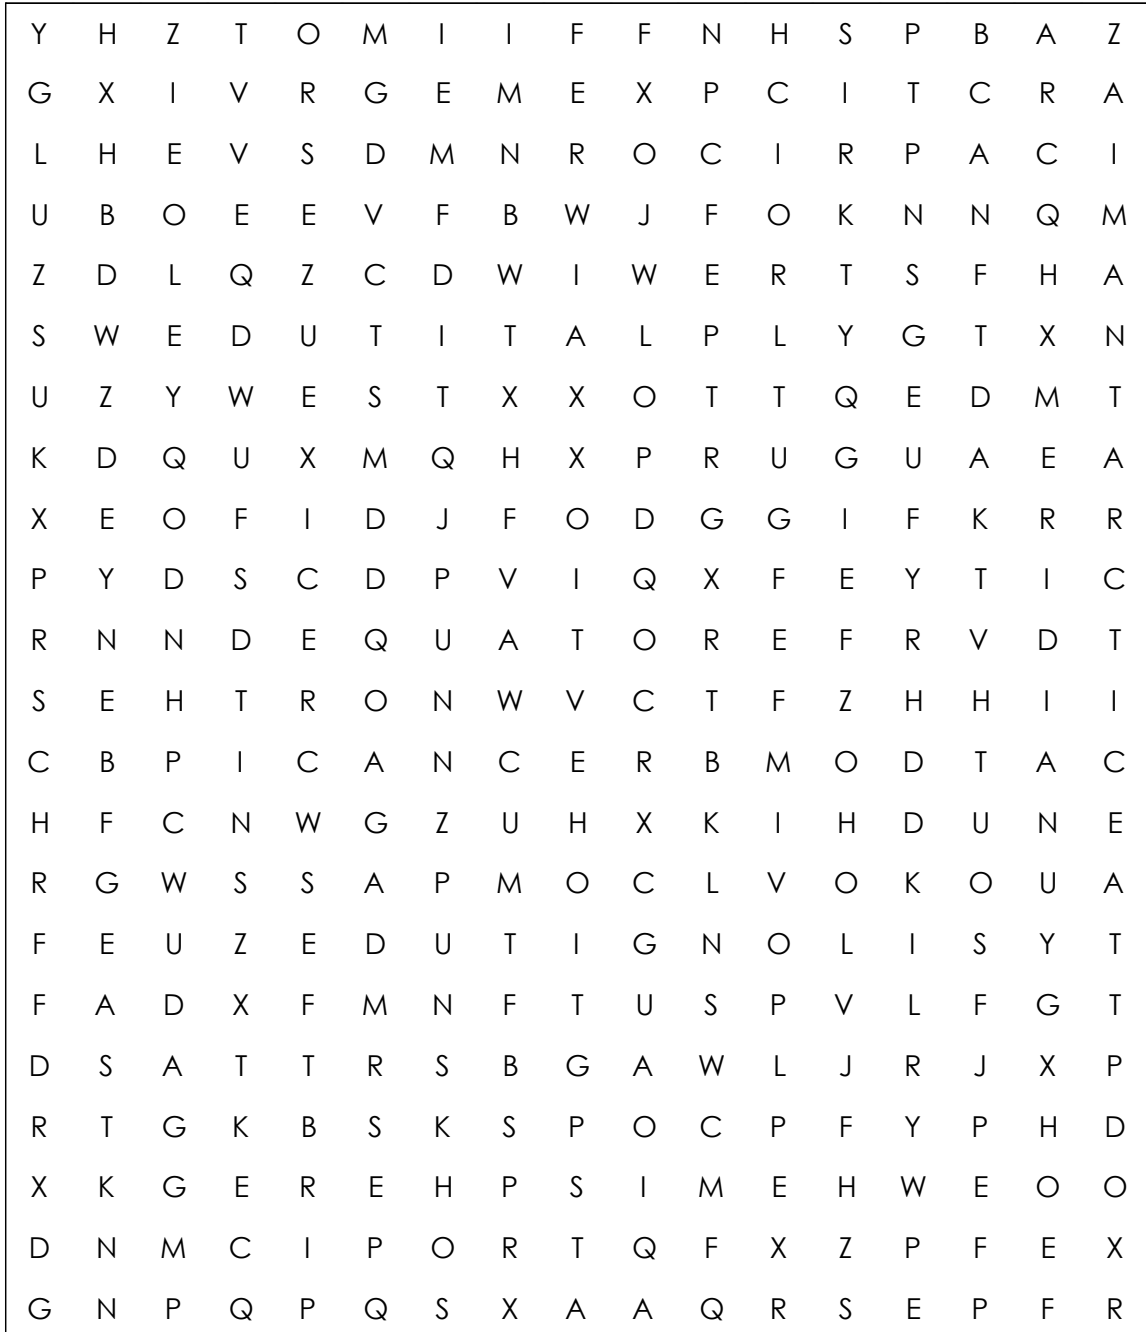 Y H Z T O M I I F F N H S P B A Z
G X I V R G E M E X P C I T C R A
L H E V S D M N R O C I R P A C I
U B O E E V F B W J F O K N N Q M
Z D L Q Z C D W I W E R T S F H A
S W E D U T I T A L P L Y G T X N
U Z Y W E S T X X O T T Q E D M T
K D Q U X M Q H X P R U G U A E A
X E O F I D J F O D G G I F K R R
P Y D S C D P V I Q X F E Y T I C
R N N D E Q U A T O R E F R V D T
S E H T R O N W V C T F Z H H I I
C B P I C A N C E R B M O D T A C
H F C N W G Z U H X K I H D U N E
R G W S S A P M O C L V O K O U A
F E U Z E D U T I G N O L I S Y T
F A D X F M N F T U S P V L F G T
D S A T T R S B G A W L J R J X P
R T G K B S K S P O C P F Y P H D
X K G E R E H P S I M E H W E O O
D N M C I P O R T Q F X Z P F E X
G N P Q P Q S X A A Q R S E P F R